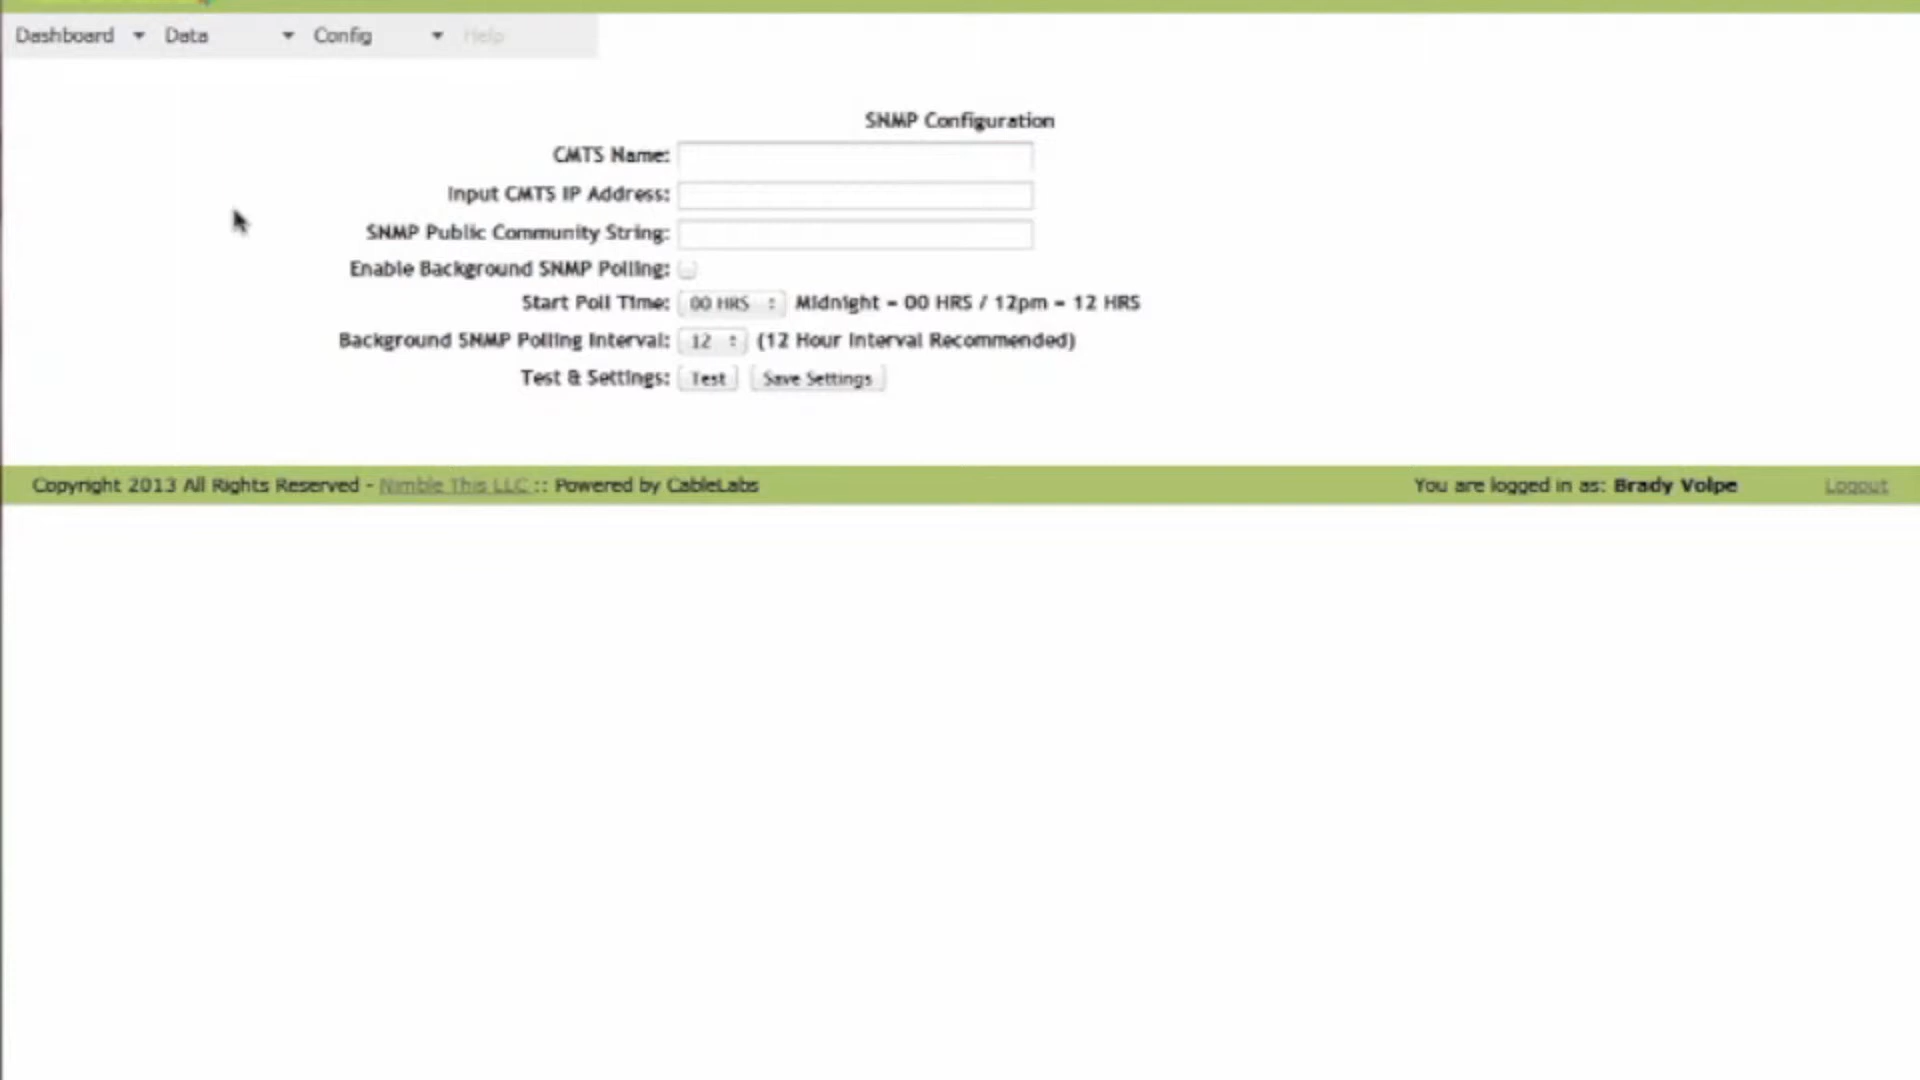 Dashboard Data Config Help
SNMP Configuration
CMTS Name:
Input CMTS IP Address:
SNMP Public Community String:
Enable Background SNMP Polling:
Start Poll Time: 00 HRS Midnight = 00 HRS / 12pm = 12 HRS
Background SNMP Polling Interval: 12 (12 Hour Interval Recommended)
Test & Settings: Test Save Settings
Copyright 2013 All Rights Reserved - Nimble This LLC :: Powered by CableLabs You are logged in as: Brady Volpe Logout